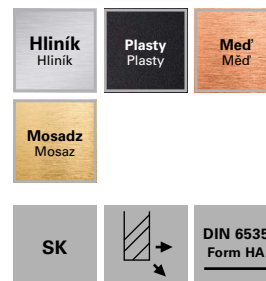 Hliník
Hliník
Plasty
Plasty
Meď
Měď
Mosadz
Mosaz
SK
DIN 6535
Form HA